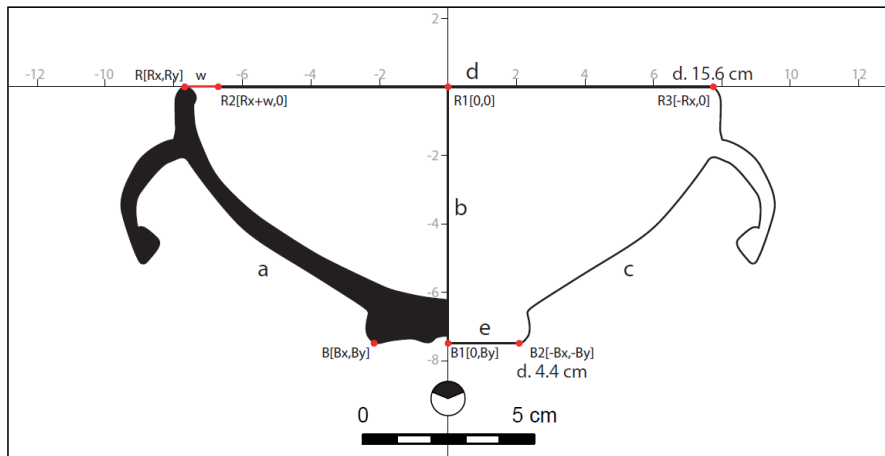 2
d
d. 15.6 cm
R[Rx,Ry] w
-12 -10 -6 -4 -2 2 4 6 10 12
R2[Rx+w,0] R1[0,0] R3[-Rx,0]
-2
b
-4
a c
-6
e
B[Bx,By] B1[0,By] B2[-Bx,-By]
-8
d. 4.4 cm
0 5 cm